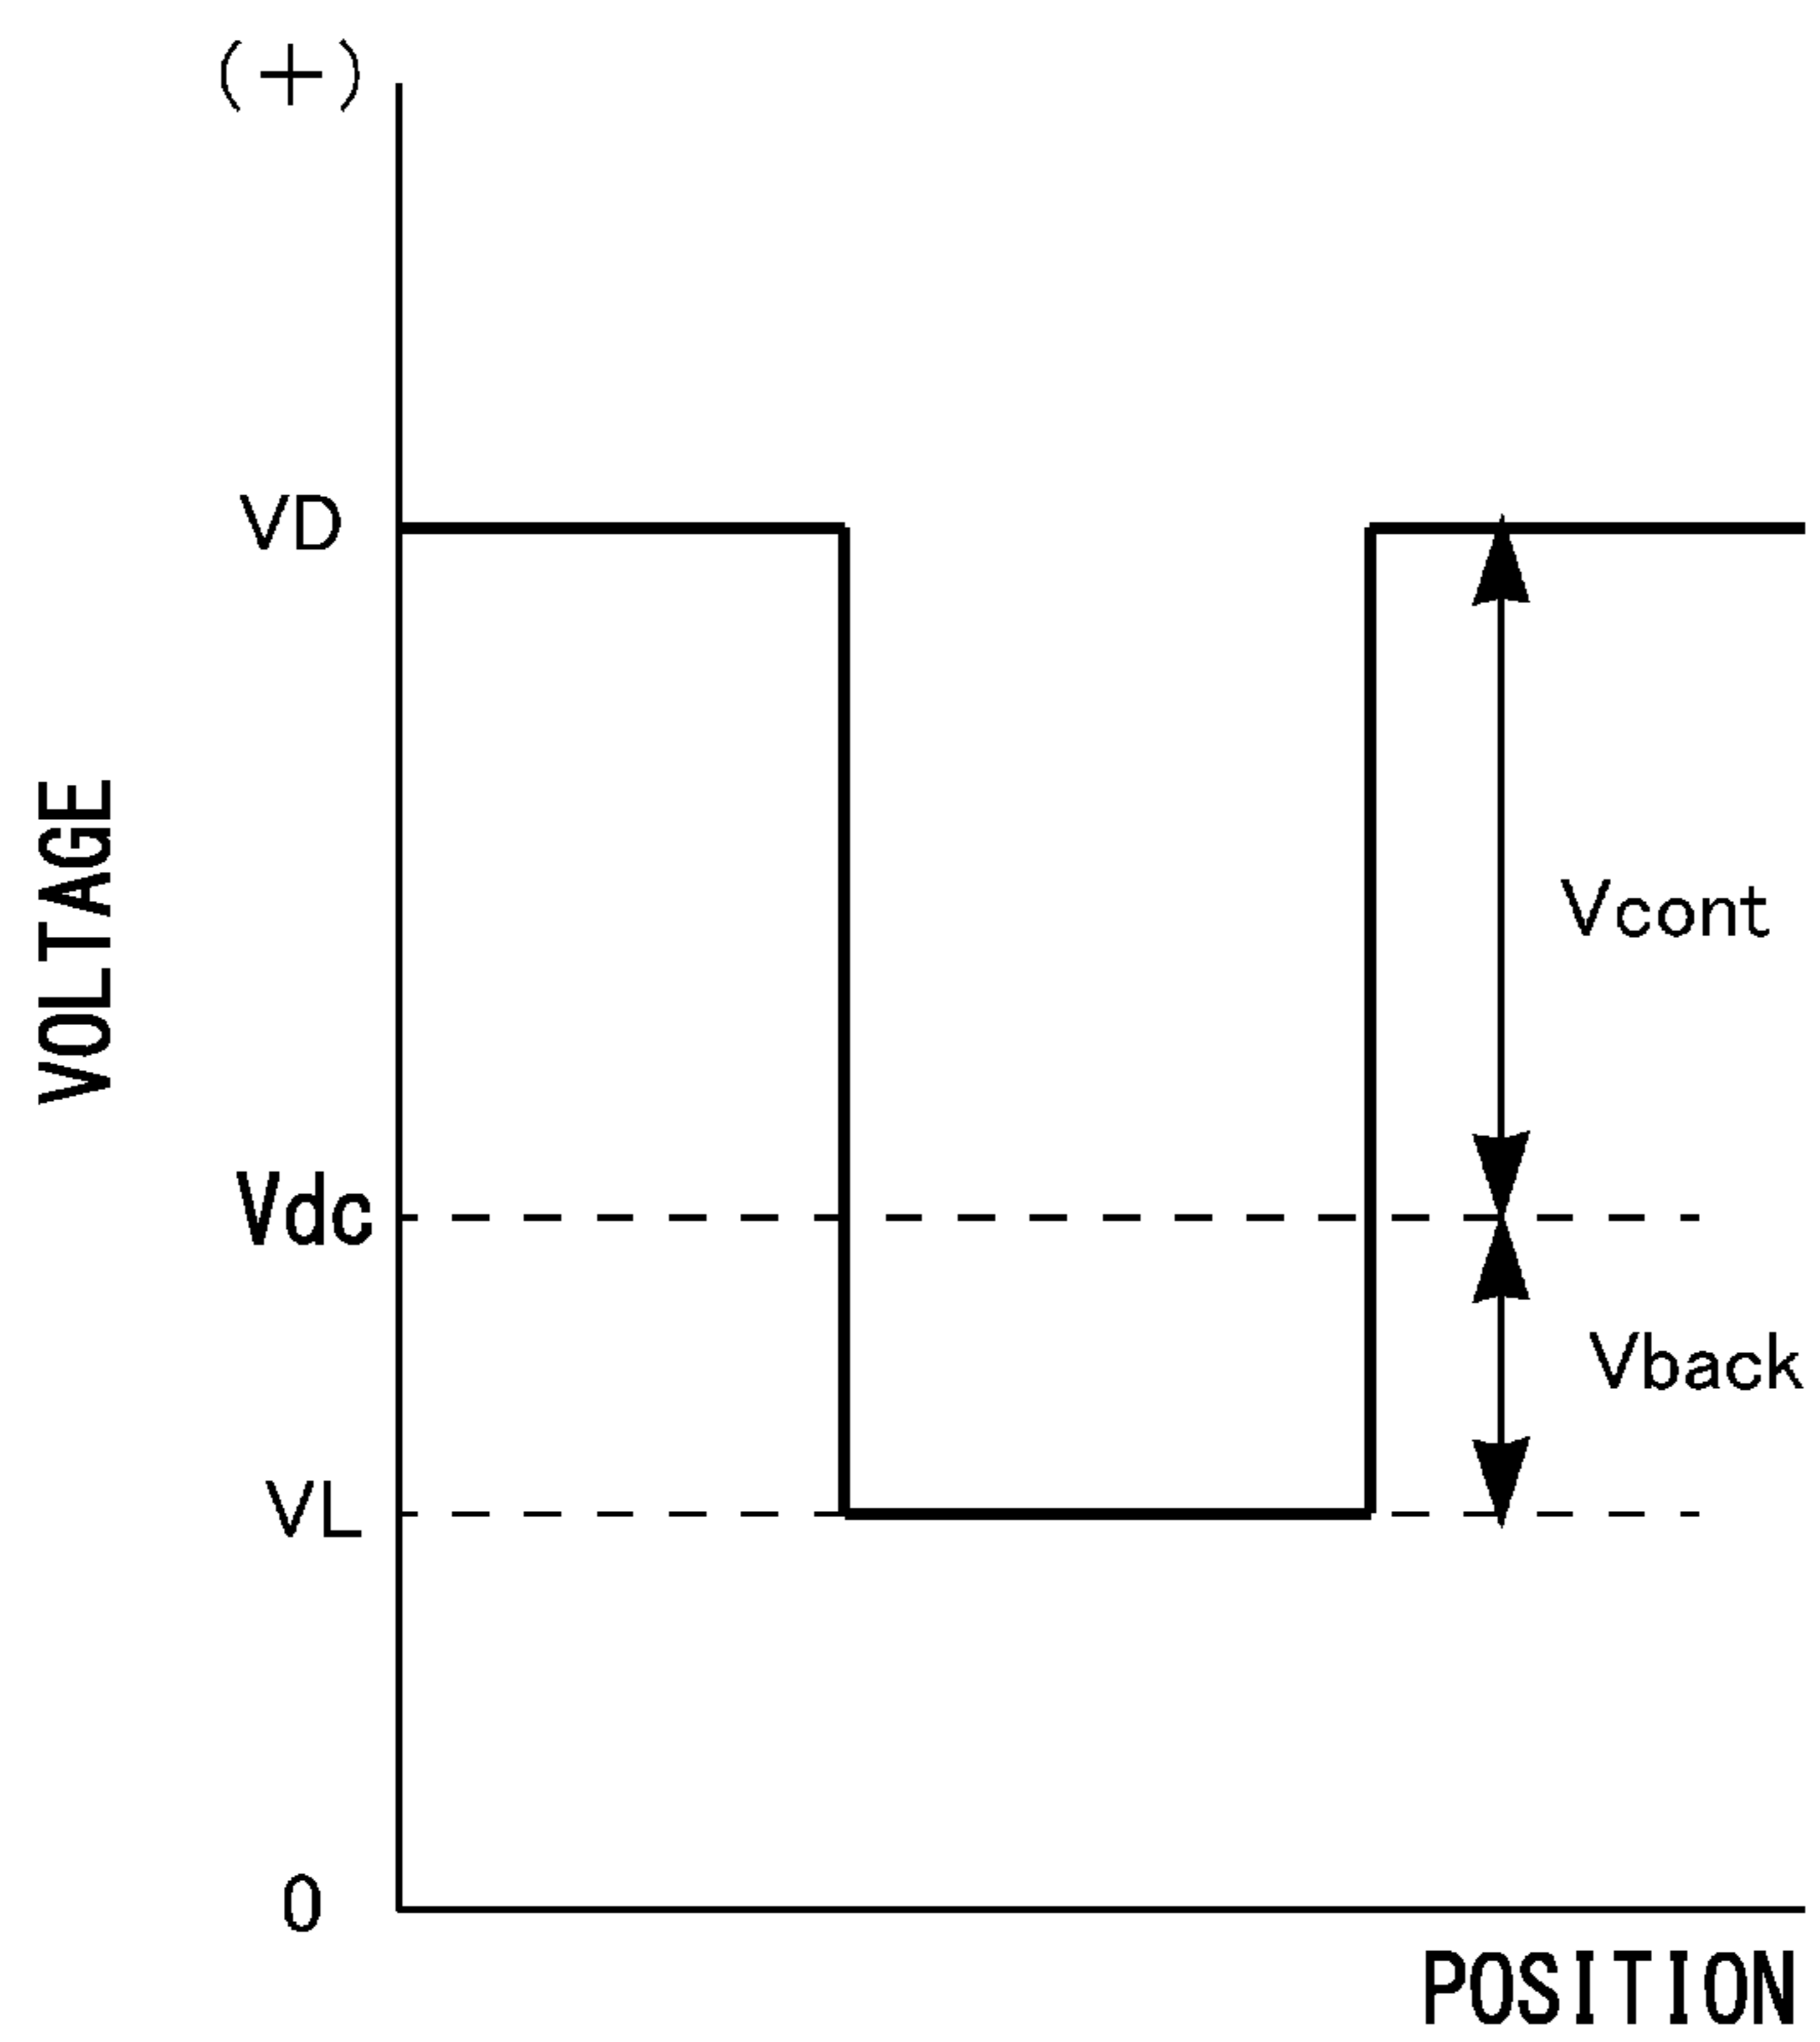 (+)
VD
VOLTAGE
Vcont
Vdc
Vback
VL
0
POSITION